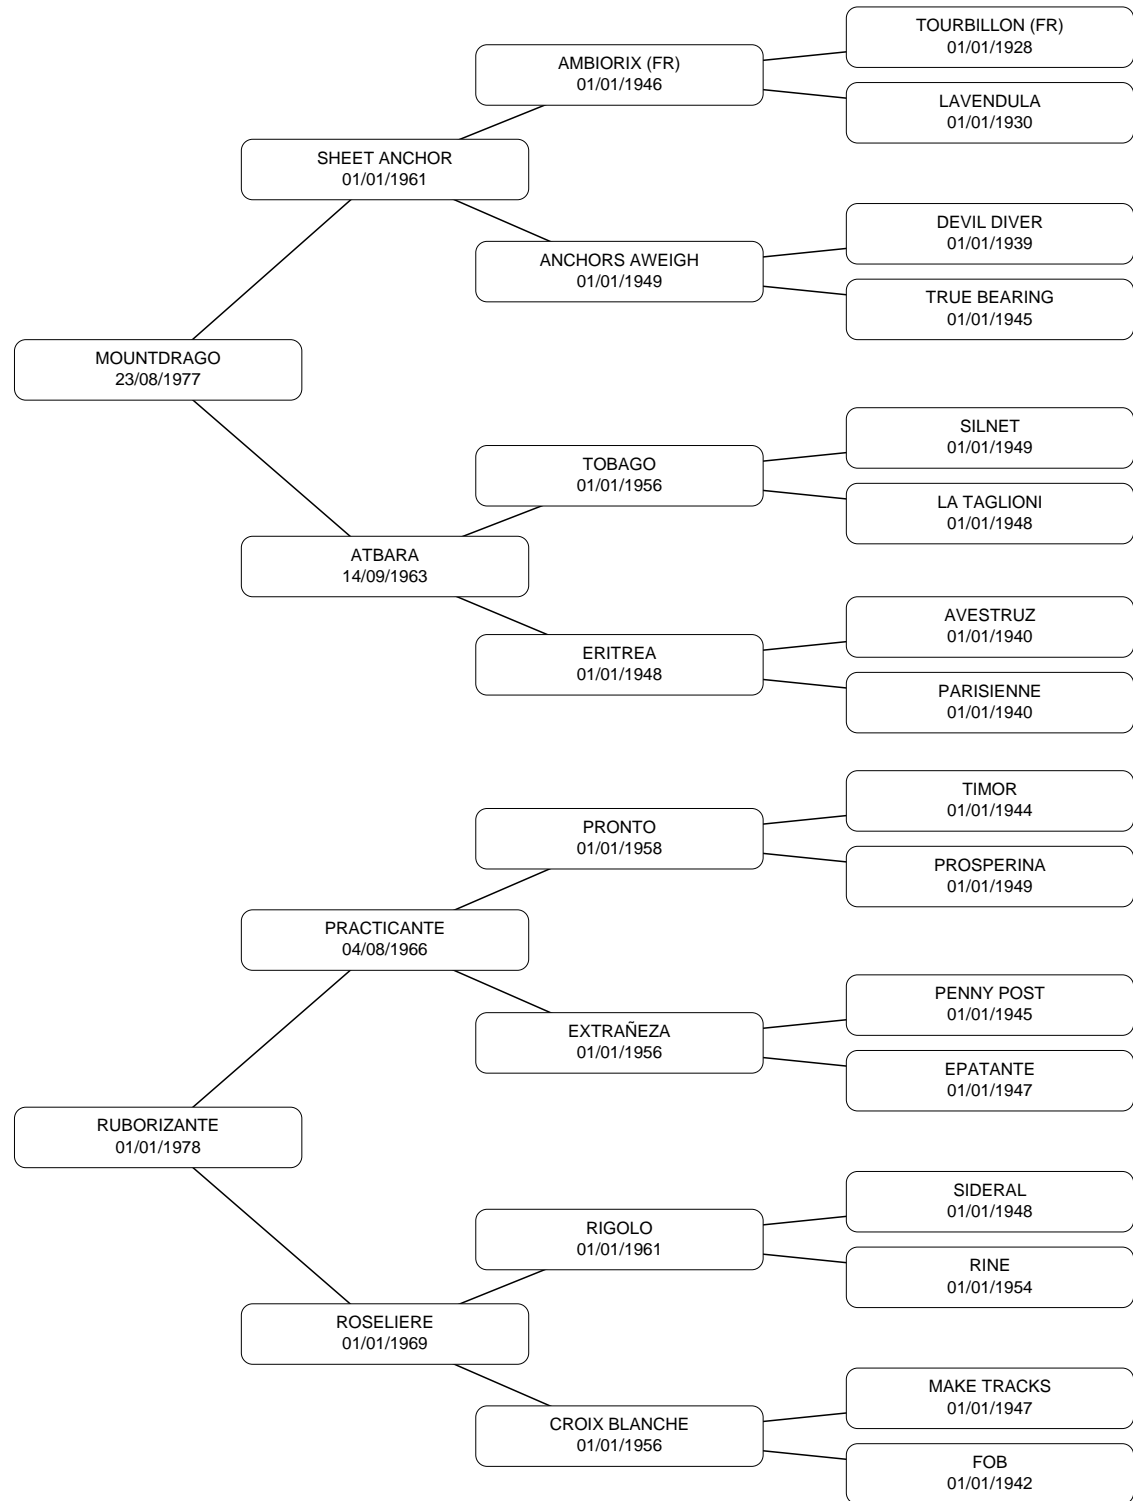 TOURBILLON (FR)
01/01/1928
AMBIORIX (FR)
01/01/1946
LAVENDULA
01/01/1930
SHEET ANCHOR
01/01/1961
DEVIL DIVER
01/01/1939
ANCHORS AWEIGH
01/01/1949
TRUE BEARING
01/01/1945
MOUNTDRAGO
23/08/1977
SILNET
01/01/1949
TOBAGO
01/01/1956
LA TAGLIONI
01/01/1948
ATBARA
14/09/1963
AVESTRUZ
01/01/1940
ERITREA
01/01/1948
PARISIENNE
01/01/1940
TIMOR
01/01/1944
PRONTO
01/01/1958
PROSPERINA
01/01/1949
PRACTICANTE
04/08/1966
PENNY POST
01/01/1945
EXTRAÑEZA
01/01/1956
EPATANTE
01/01/1947
RUBORIZANTE
01/01/1978
SIDERAL
01/01/1948
RIGOLO
01/01/1961
RINE
01/01/1954
ROSELIERE
01/01/1969
MAKE TRACKS
01/01/1947
CROIX BLANCHE
01/01/1956
FOB
01/01/1942